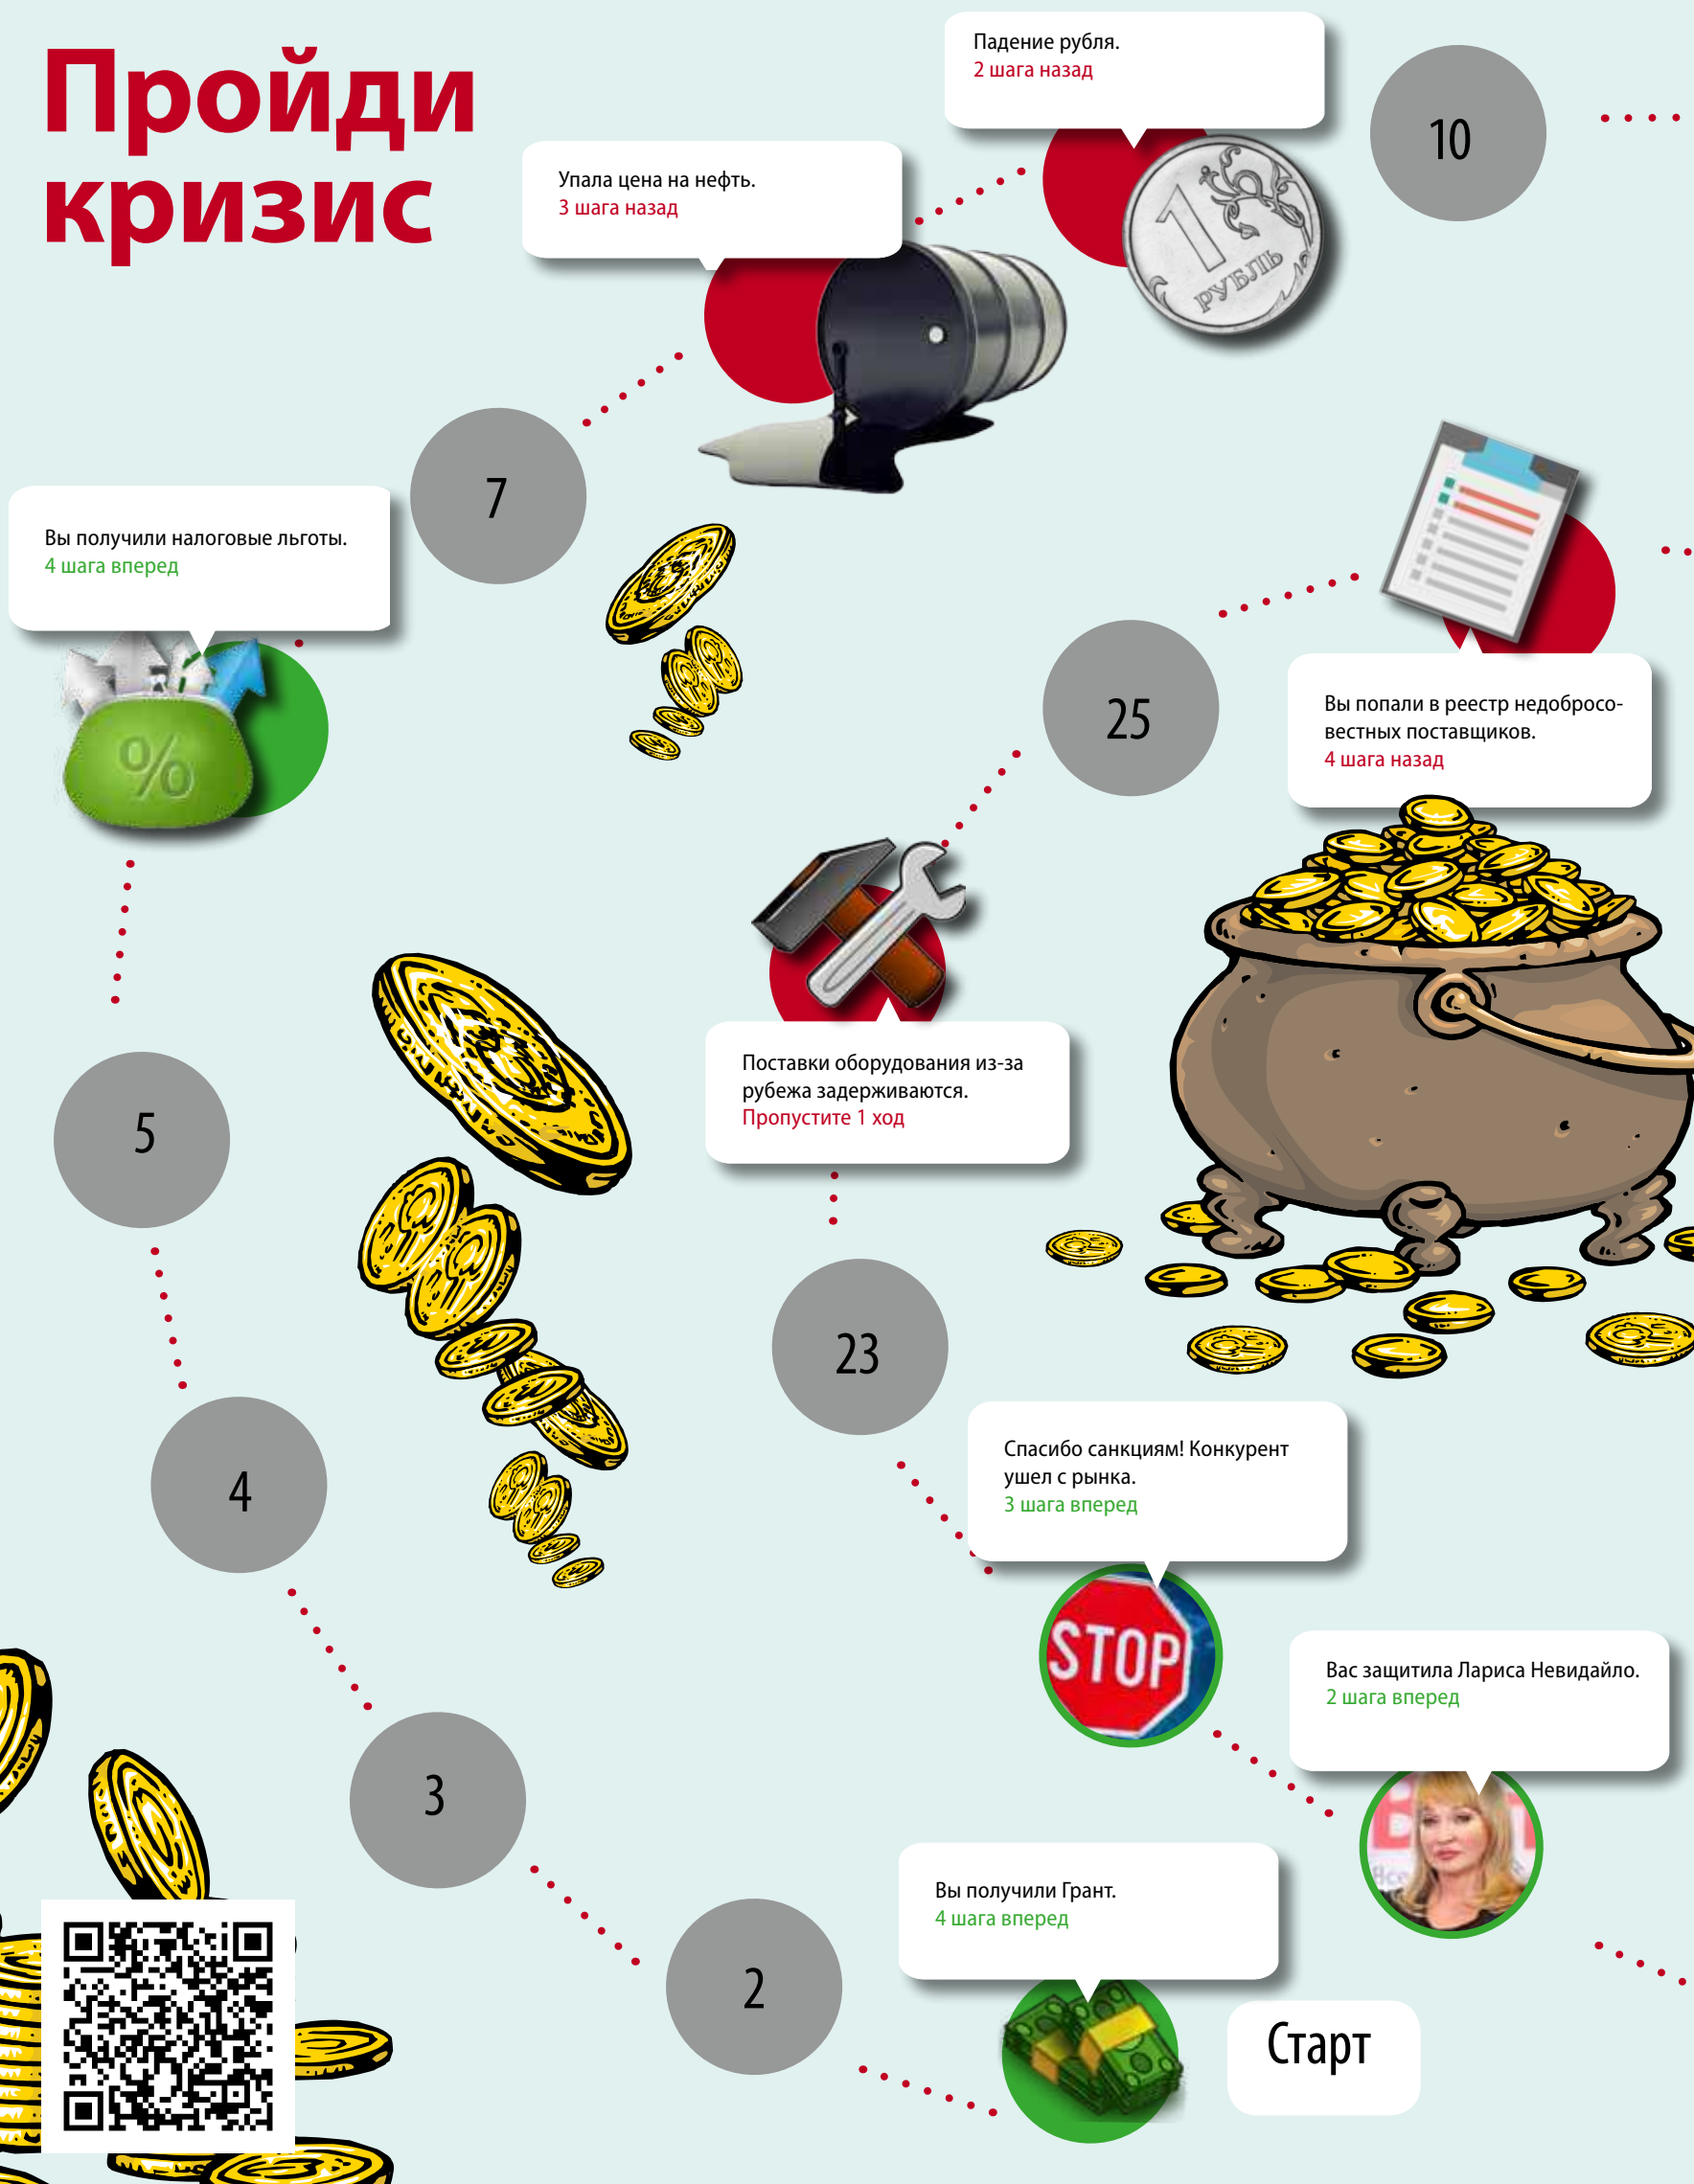 Пройди
кризис
Падение рубля.
2 шага назад
10
Упала цена на нефть.
3 шага назад
1
РУБЛЬ
7
Вы получили налоговые льготы.
4 шага вперед
%
25
Вы попали в реестр недобросо-
вестных поставщиков.
4 шага назад
5
Поставки оборудования из-за
рубежа задерживаются.
Пропустите 1 ход
23
4
Спасибо санкциям! Конкурент
ушел с рынка.
3 шага вперед
STOP
Вас защитила Лариса Невидайло.
2 шага вперед
3
Вы получили Грант.
4 шага вперед
2
Старт